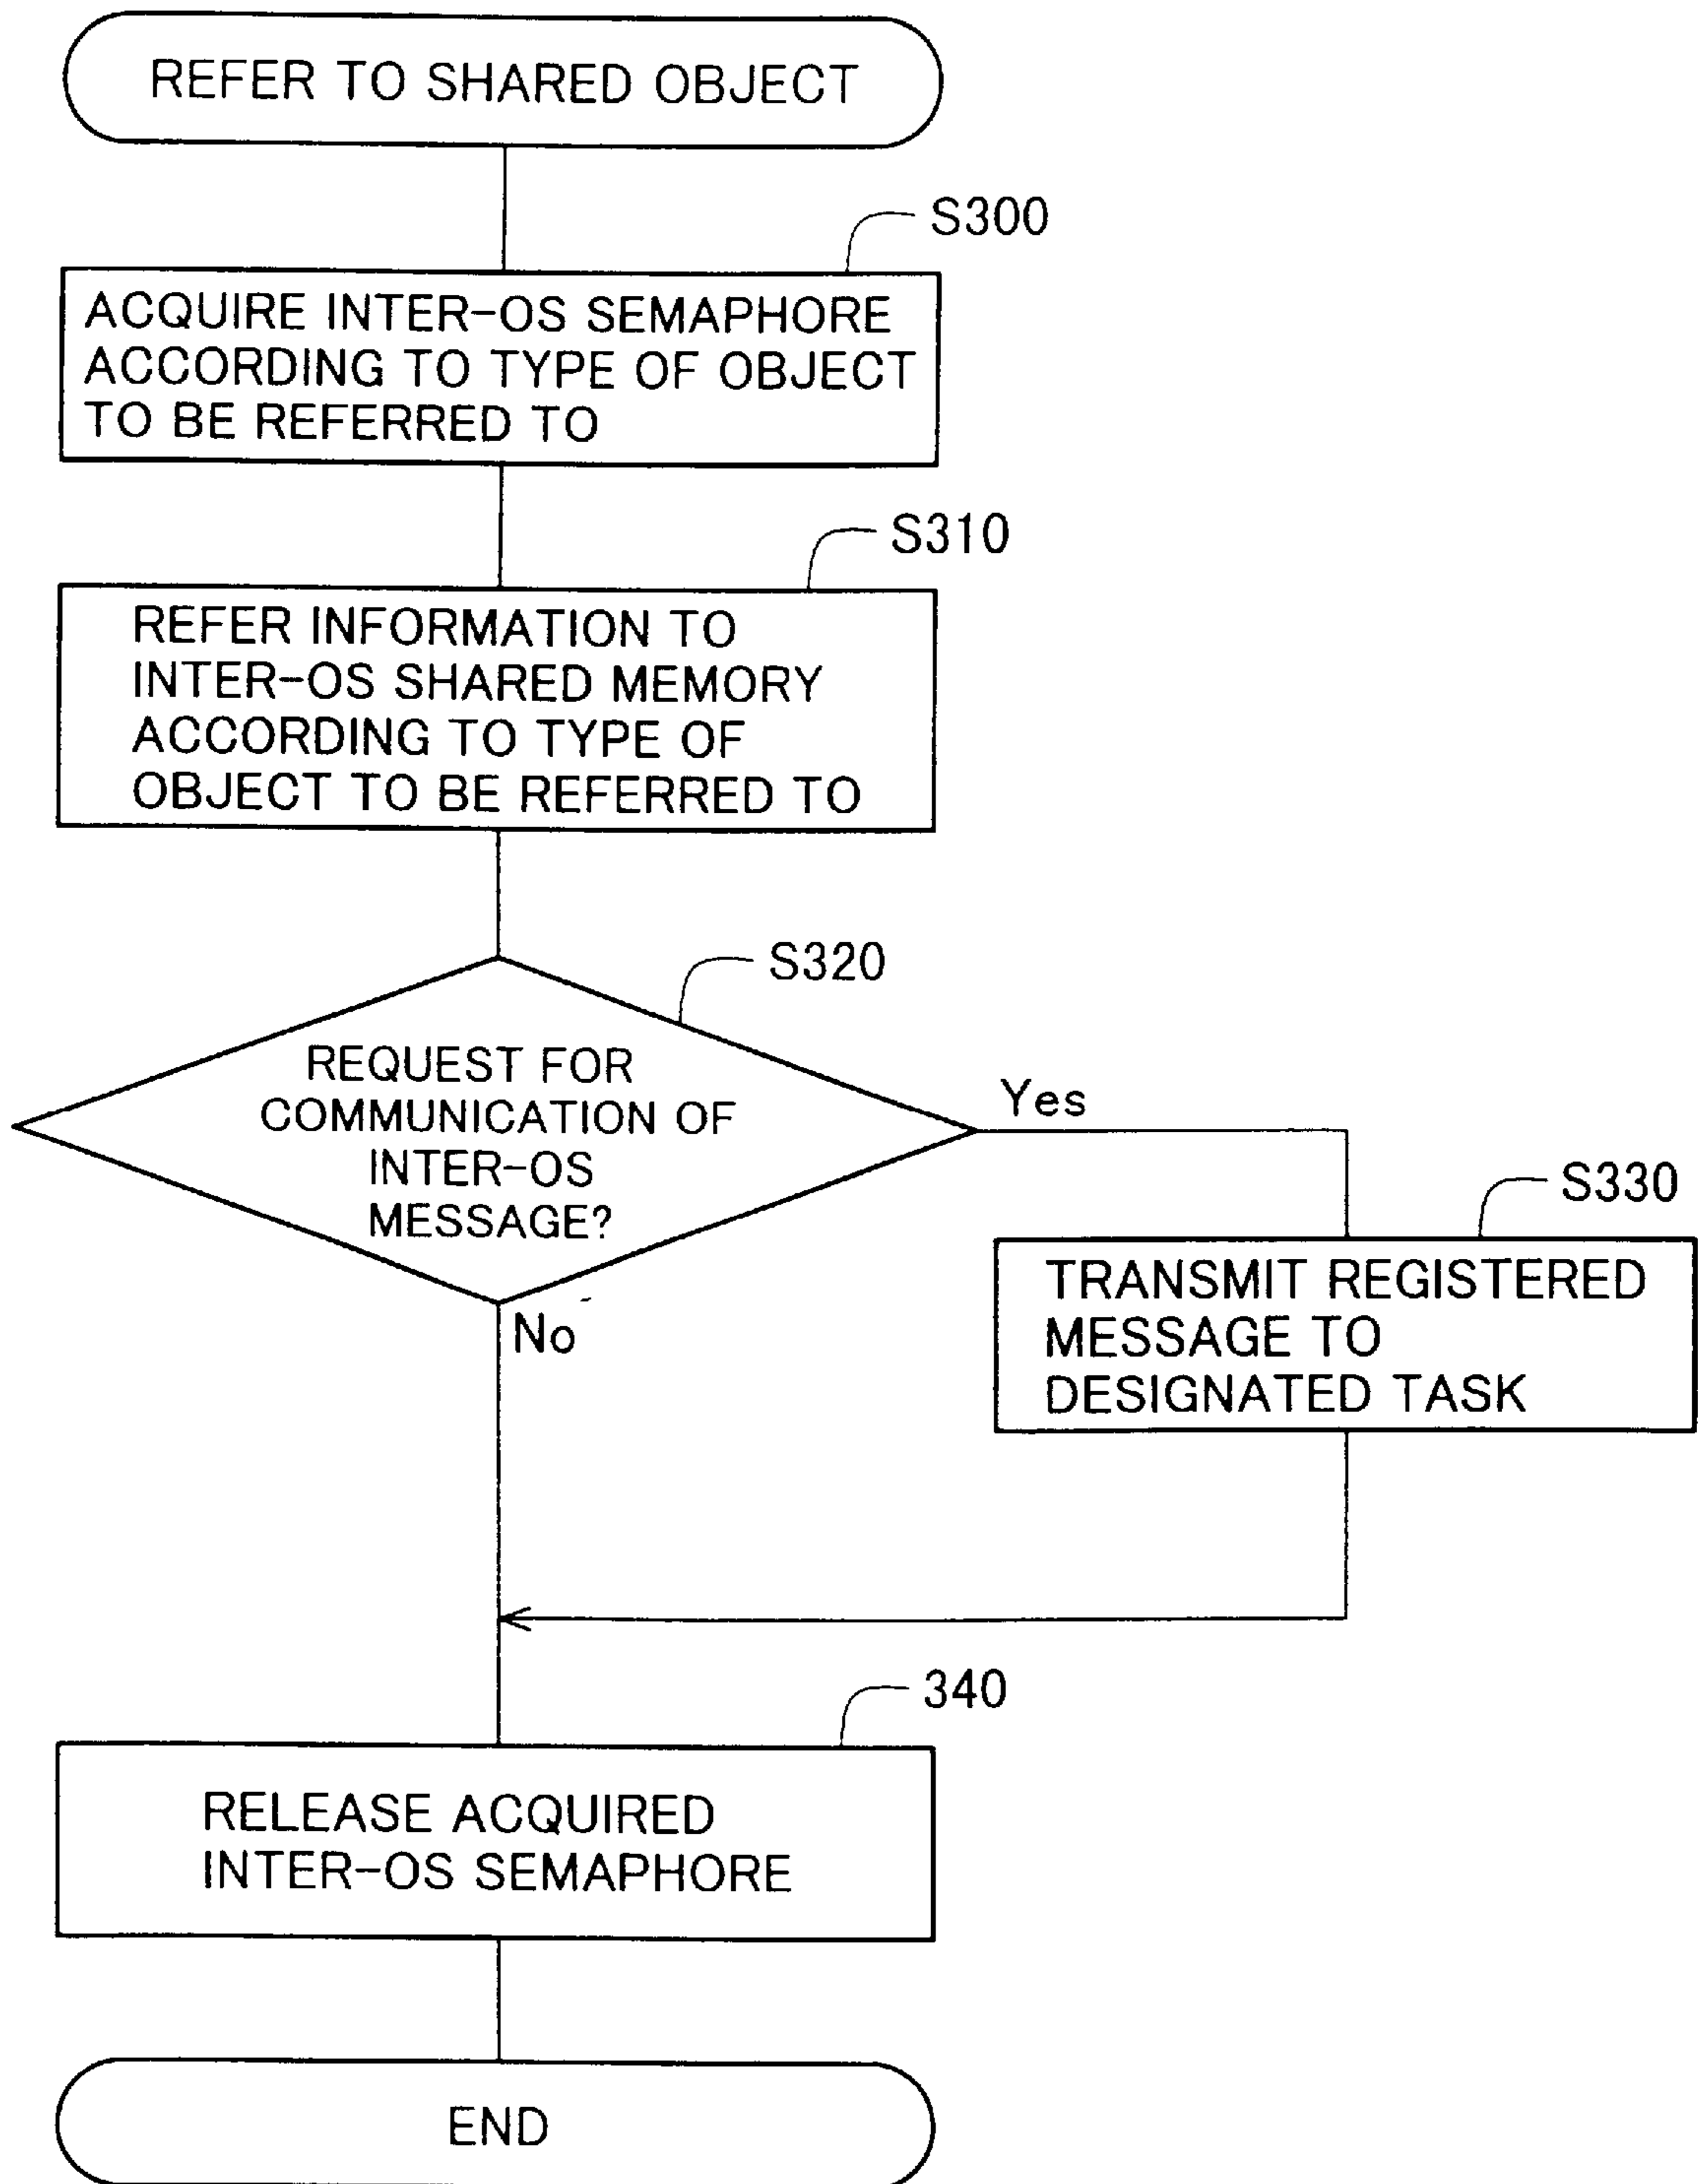 REFER TO SHARED OBJECT
S300
ACQUIRE INTER-OS SEMAPHORE
ACCORDING TO TYPE OF OBJECT
TO BE REFERRED TO
S310
REFER INFORMATION TO
INTER-OS SHARED MEMORY
ACCORDING TO TYPE OF
OBJECT TO BE REFERRED TO
S320
REQUEST FOR
COMMUNICATION OF
INTER-OS
MESSAGE?
Yes
No
S330
TRANSMIT REGISTERED
MESSAGE TO
DESIGNATED TASK
340
RELEASE ACQUIRED
INTER-OS SEMAPHORE
END